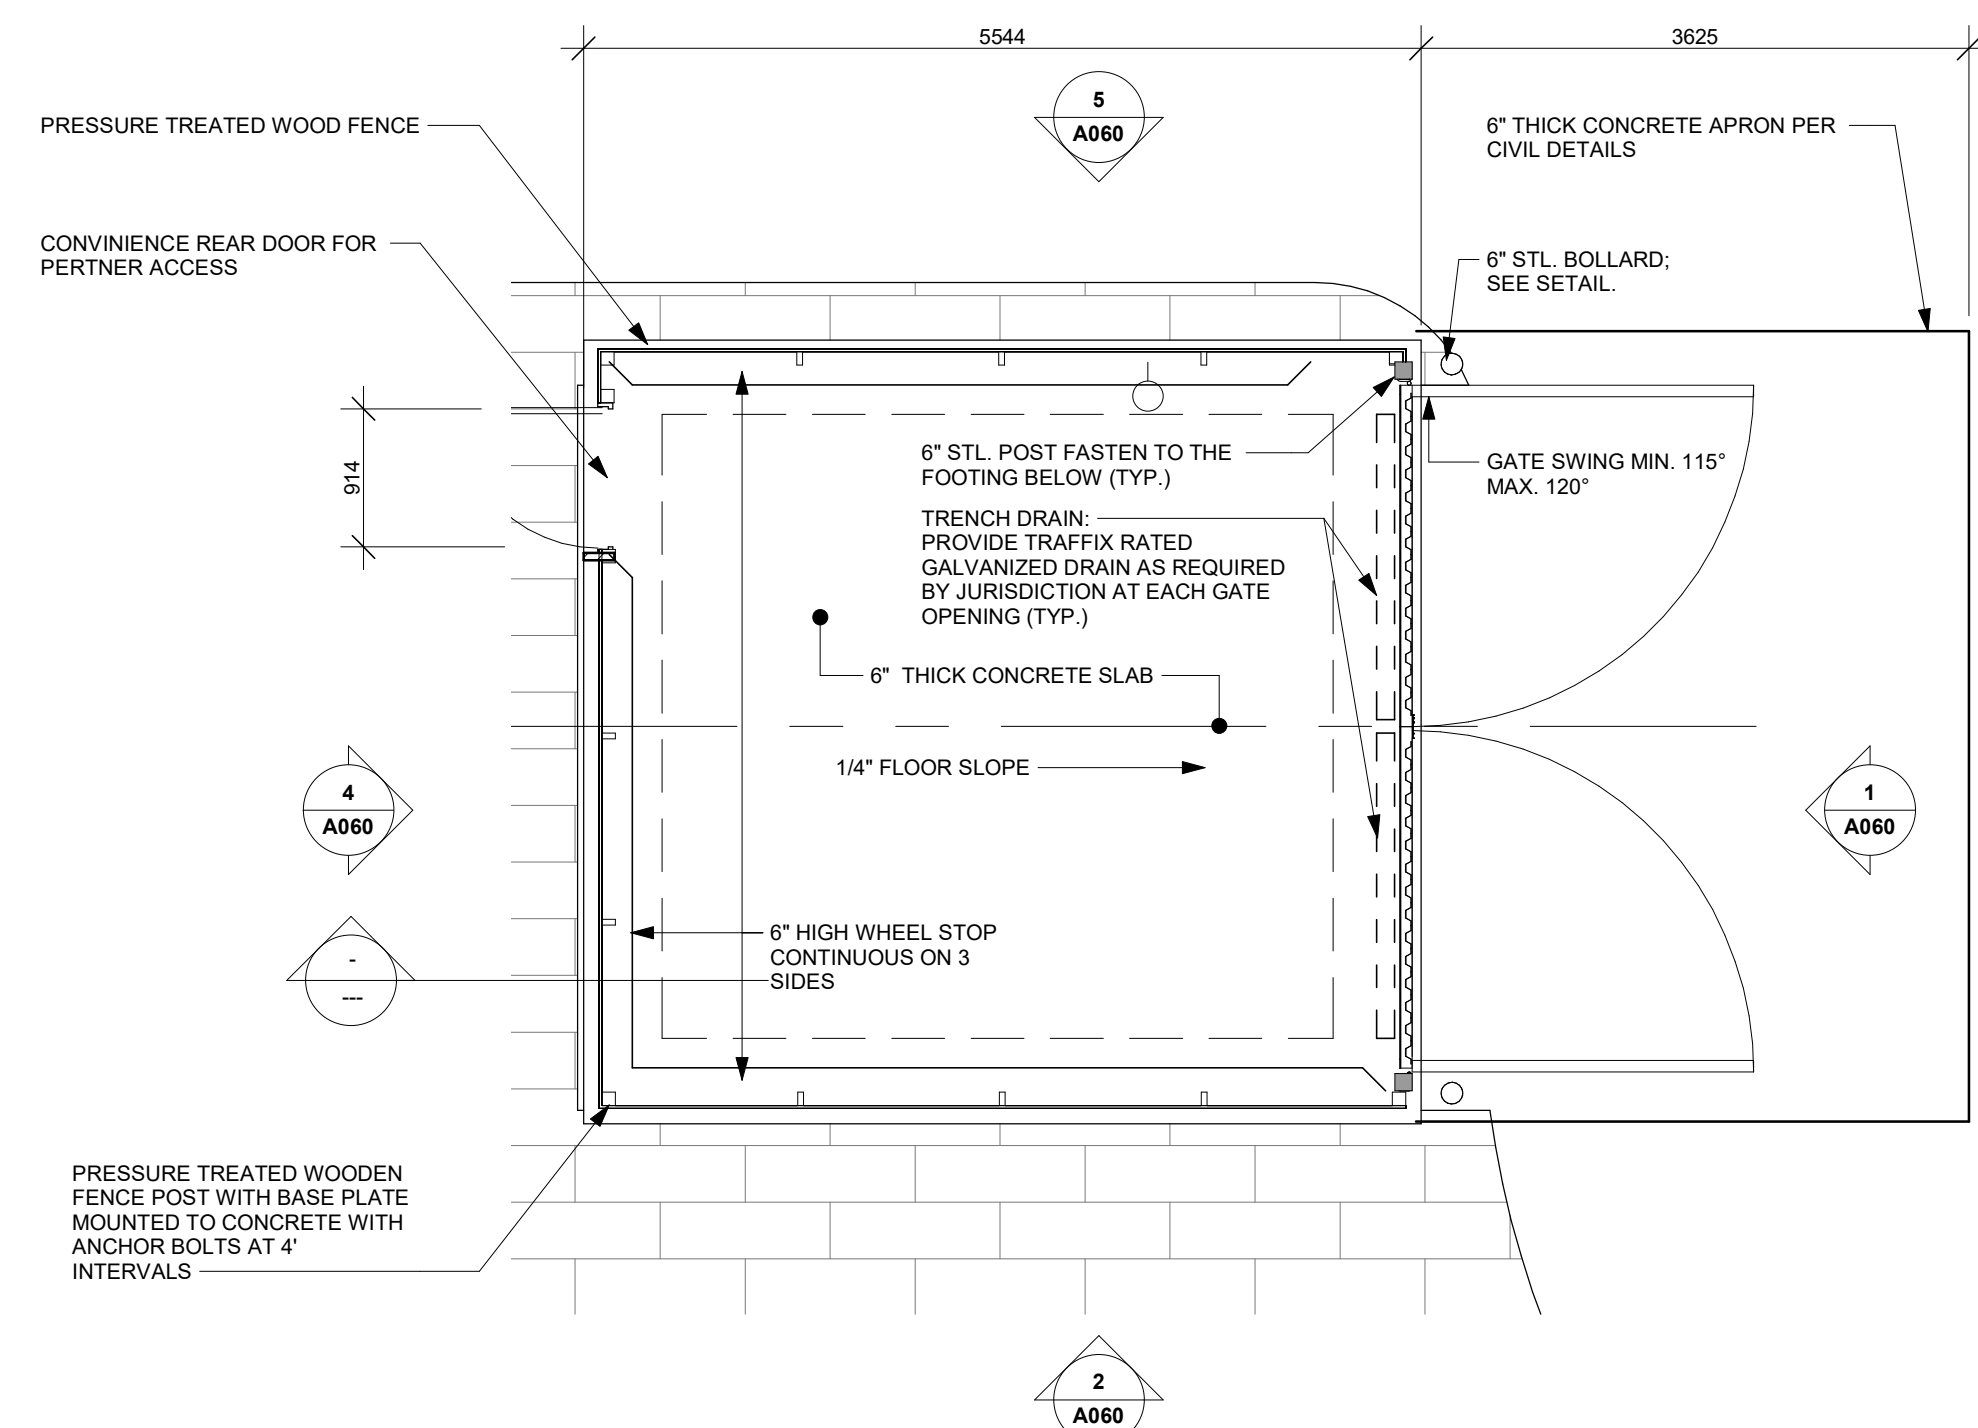 5544
3625
5
A060
PRESSURE TREATED WOOD FENCE
6" THICK CONCRETE APRON PER
CIVIL DETAILS
CONVINIENCE REAR DOOR FOR
PERTNER ACCESS
6" STL. BOLLARD;
SEE SETAIL.
914
6" STL. POST FASTEN TO THE
FOOTING BELOW (TYP.)
GATE SWING MIN. 115°
MAX. 120°
TRENCH DRAIN:
PROVIDE TRAFFIX RATED
GALVANIZED DRAIN AS REQUIRED
BY JURISDICTION AT EACH GATE
OPENING (TYP.)
6" THICK CONCRETE SLAB
1/4" FLOOR SLOPE
4
A060
1
A060
6" HIGH WHEEL STOP
CONTINUOUS ON 3
SIDES
-
---
PRESSURE TREATED WOODEN
FENCE POST WITH BASE PLATE
MOUNTED TO CONCRETE WITH
ANCHOR BOLTS AT 4'
INTERVALS
2
A060